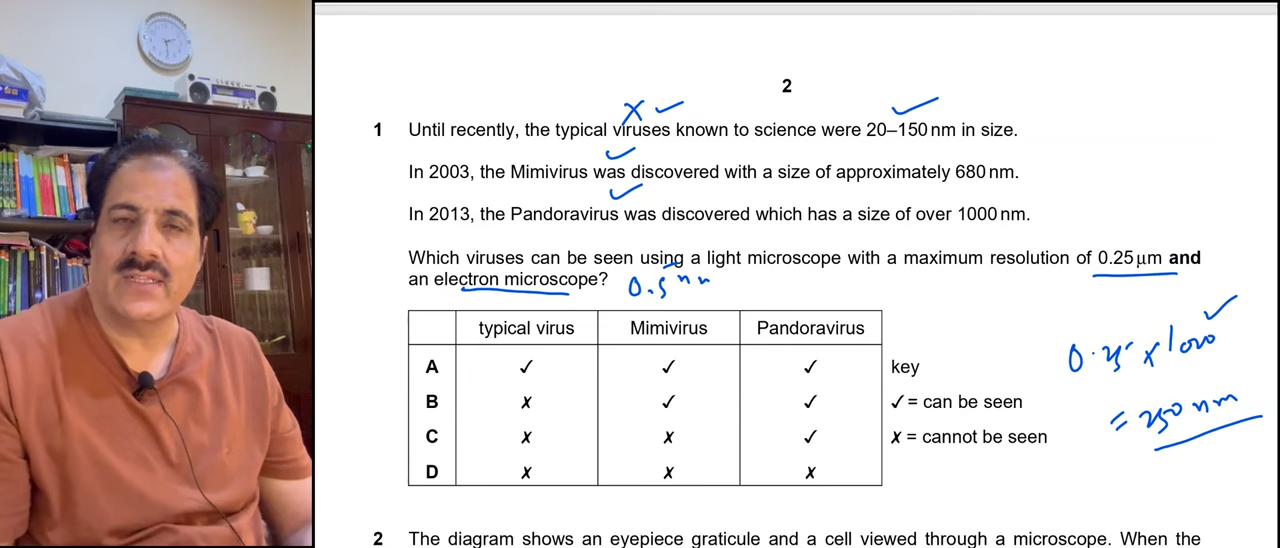 2
1 Until recently, the typical viruses known to science were 20–150 nm in size.
In 2003, the Mimivirus was discovered with a size of approximately 680 nm.
In 2013, the Pandoravirus was discovered which has a size of over 1000 nm.
Which viruses can be seen using a light microscope with a maximum resolution of 0.25 μm and
an electron microscope?
0.5 nm
typical virus Mimivirus Pandoravirus
A ✓ ✓ ✓ key
B ✗ ✓ ✓ ✓ = can be seen
C ✗ ✗ ✓ ✗ = cannot be seen
D ✗ ✗ ✗
0.25 × 1000
= 250 nm
2 The diagram shows an eyepiece graticule and a cell viewed through a microscope. When the